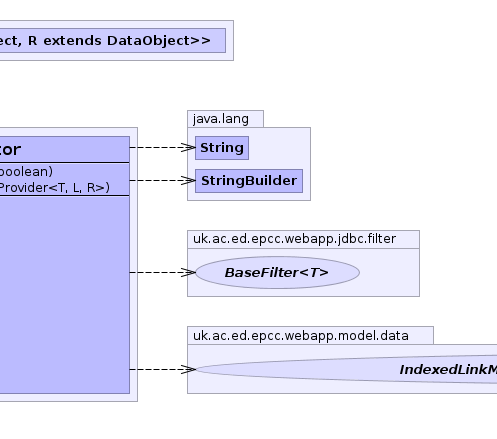 ect, R extends DataObject>>
java.lang
tor
String
boolean)
StringBuilder
Provider<T, L, R>)
uk.ac.ed.epcc.webapp.jdbc.filter
BaseFilter<T>
uk.ac.ed.epcc.webapp.model.data
IndexedLinkM